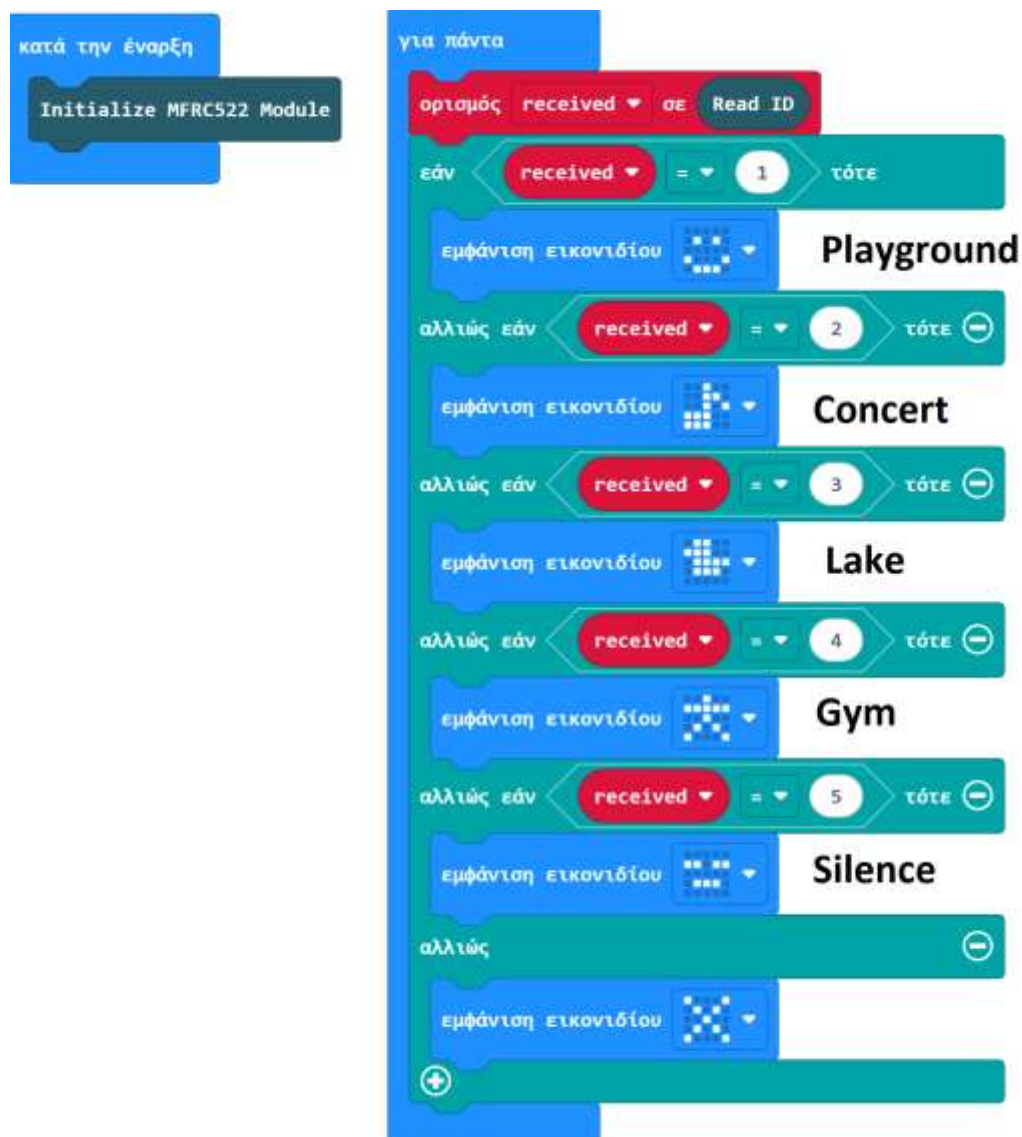 κατά την έναρξη
Initialize MFRC522 Module
για πάντα
ορισμός received σε Read ID
εάν received = 1 τότε
εμφάνιση εικονιδίου Playground
αλλιώς εάν received = 2 τότε
εμφάνιση εικονιδίου Concert
αλλιώς εάν received = 3 τότε
εμφάνιση εικονιδίου Lake
αλλιώς εάν received = 4 τότε
εμφάνιση εικονιδίου Gym
αλλιώς εάν received = 5 τότε
εμφάνιση εικονιδίου Silence
αλλιώς
εμφάνιση εικονιδίου